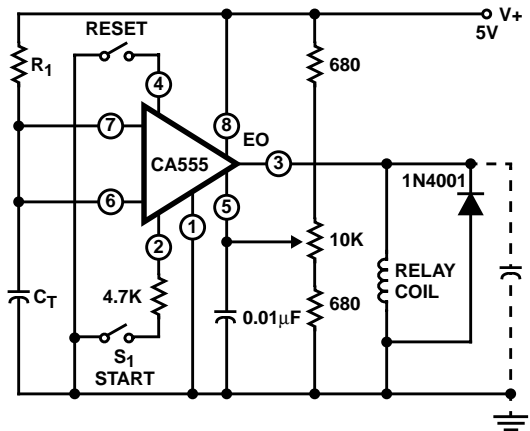 V+
5V
RESET
R1
680
4
7
8
EO
CA555
3
1N4001
6
5
1
2
10K
RELAY
COIL
CT
4.7K
0.01μF
680
S1
START